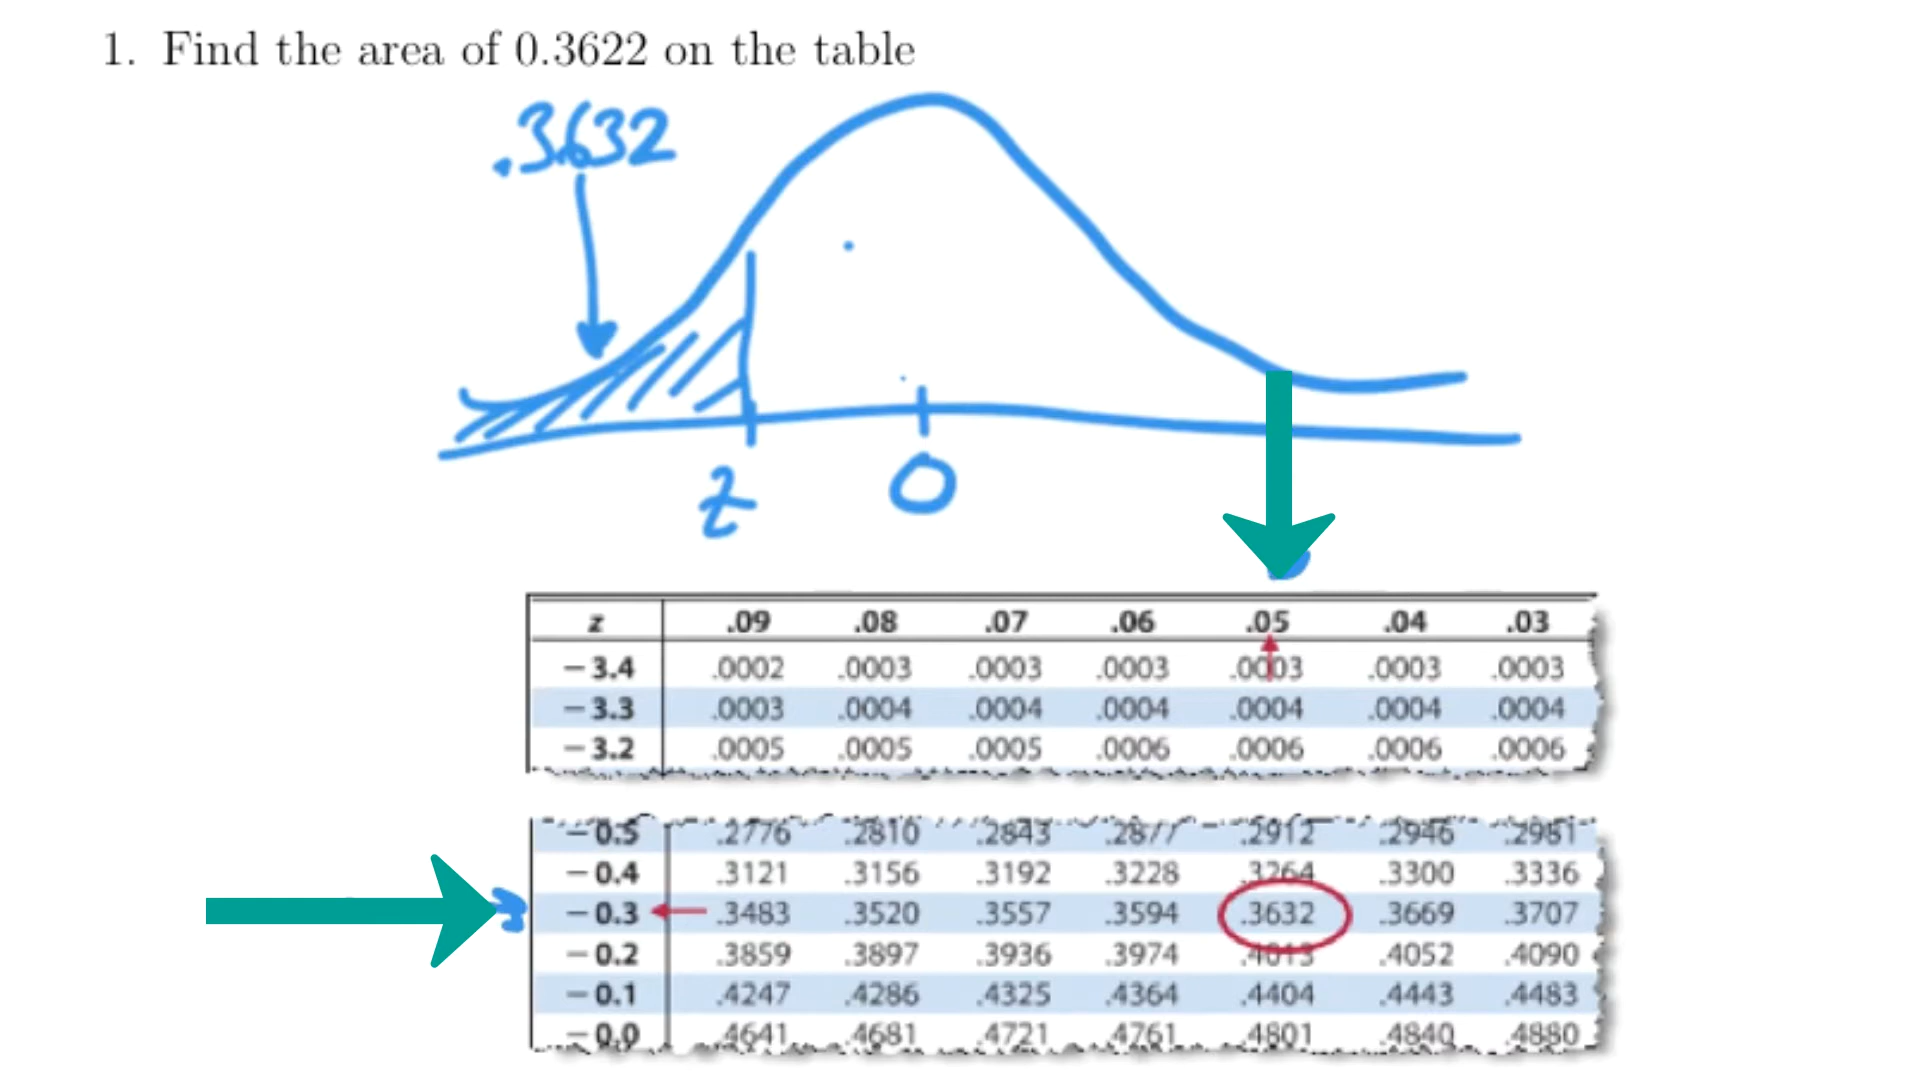 1. Find the area of 0.3622 on the table
.3632
z 0
z .09 .08 .07 .06 .05 .04 .03
−3.4 .0002 .0003 .0003 .0003 .0003 .0003 .0003
−3.3 .0003 .0004 .0004 .0004 .0004 .0004 .0004
−3.2 .0005 .0005 .0005 .0006 .0006 .0006 .0006
−0.5 .2776 .2810 .2843 .2877 .2912 .2946 .2981
−0.4 .3121 .3156 .3192 .3228 .3264 .3300 .3336
−0.3 .3483 .3520 .3557 .3594 .3632 .3669 .3707
−0.2 .3859 .3897 .3936 .3974 .4013 .4052 .4090
−0.1 .4247 .4286 .4325 .4364 .4404 .4443 .4483
−0.0 .4641 .4681 .4721 .4761 .4801 .4840 .4880